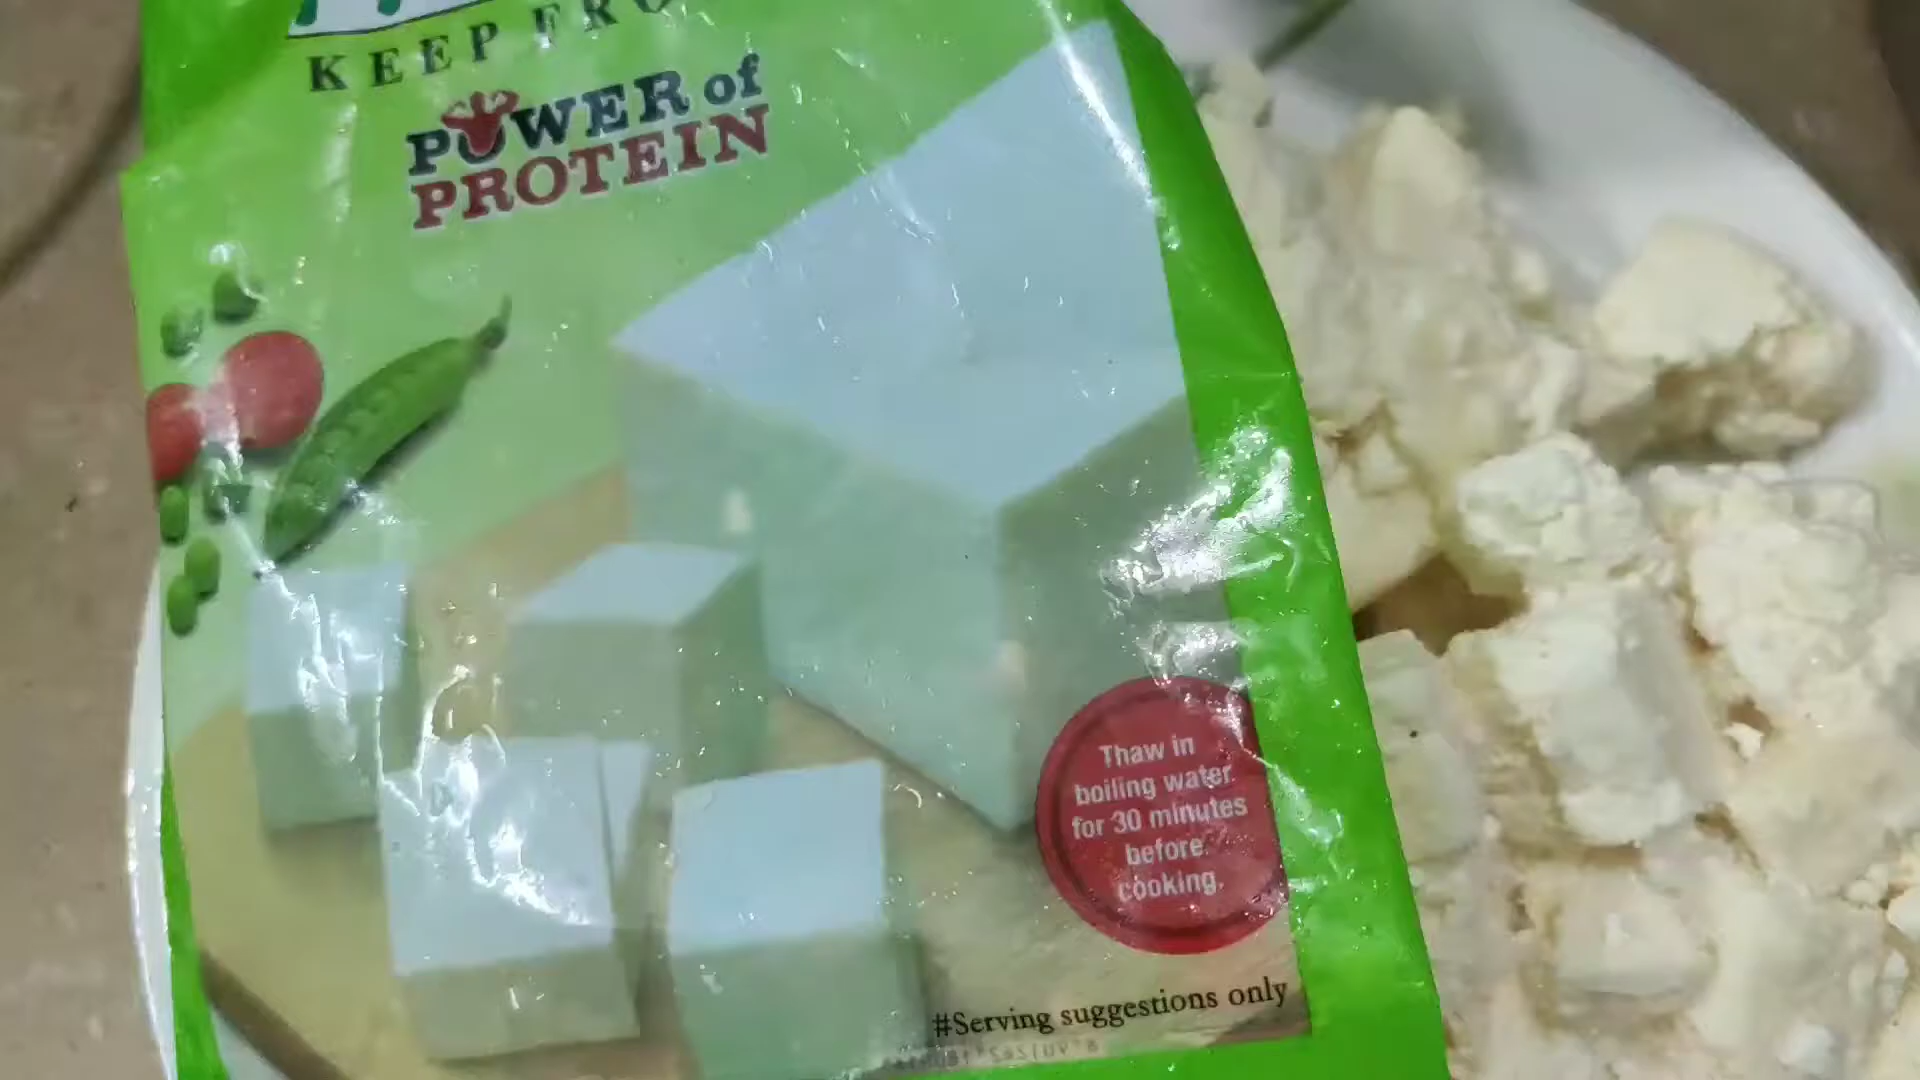 KEEP FRO
POWER of
PROTEIN
Thaw in
boiling water
for 30 minutes
before
cooking.
#Serving suggestions only